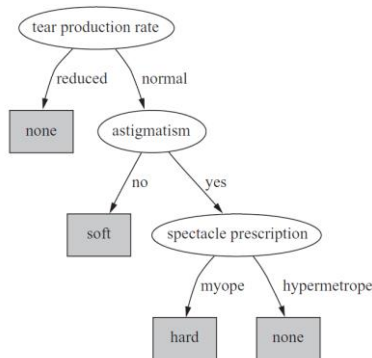 tear production rate
reduced
normal
none
astigmatism
no
yes
soft
spectacle prescription
myope
hypermetrope
hard
none